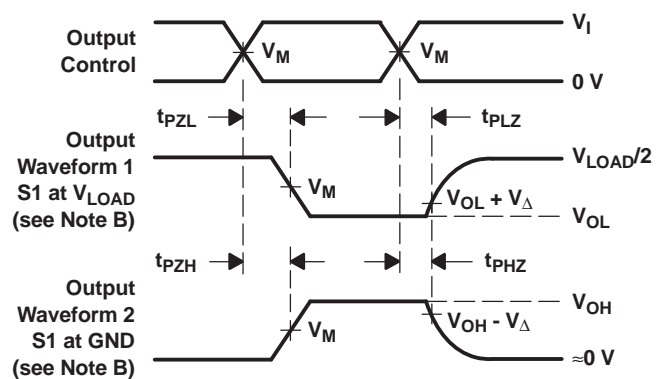 Output
Control
V_M
V_M
V_I
0 V
t_PZL
t_PLZ
Output
Waveform 1
S1 at V_LOAD
(see Note B)
V_M
V_LOAD/2
V_OL + V_Δ
V_OL
t_PZH
t_PHZ
Output
Waveform 2
S1 at GND
(see Note B)
V_M
V_OH
V_OH - V_Δ
≈0 V